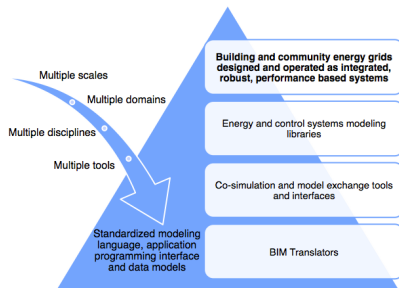 Building and community energy grids
designed and operated as integrated,
robust, performance based systems
Multiple scales
Multiple domains
Multiple disciplines
Multiple tools
Energy and control systems modeling
libraries
Co-simulation and model exchange tools
and interfaces
Standardized modeling
language, application
programming interface
and data models
BIM Translators